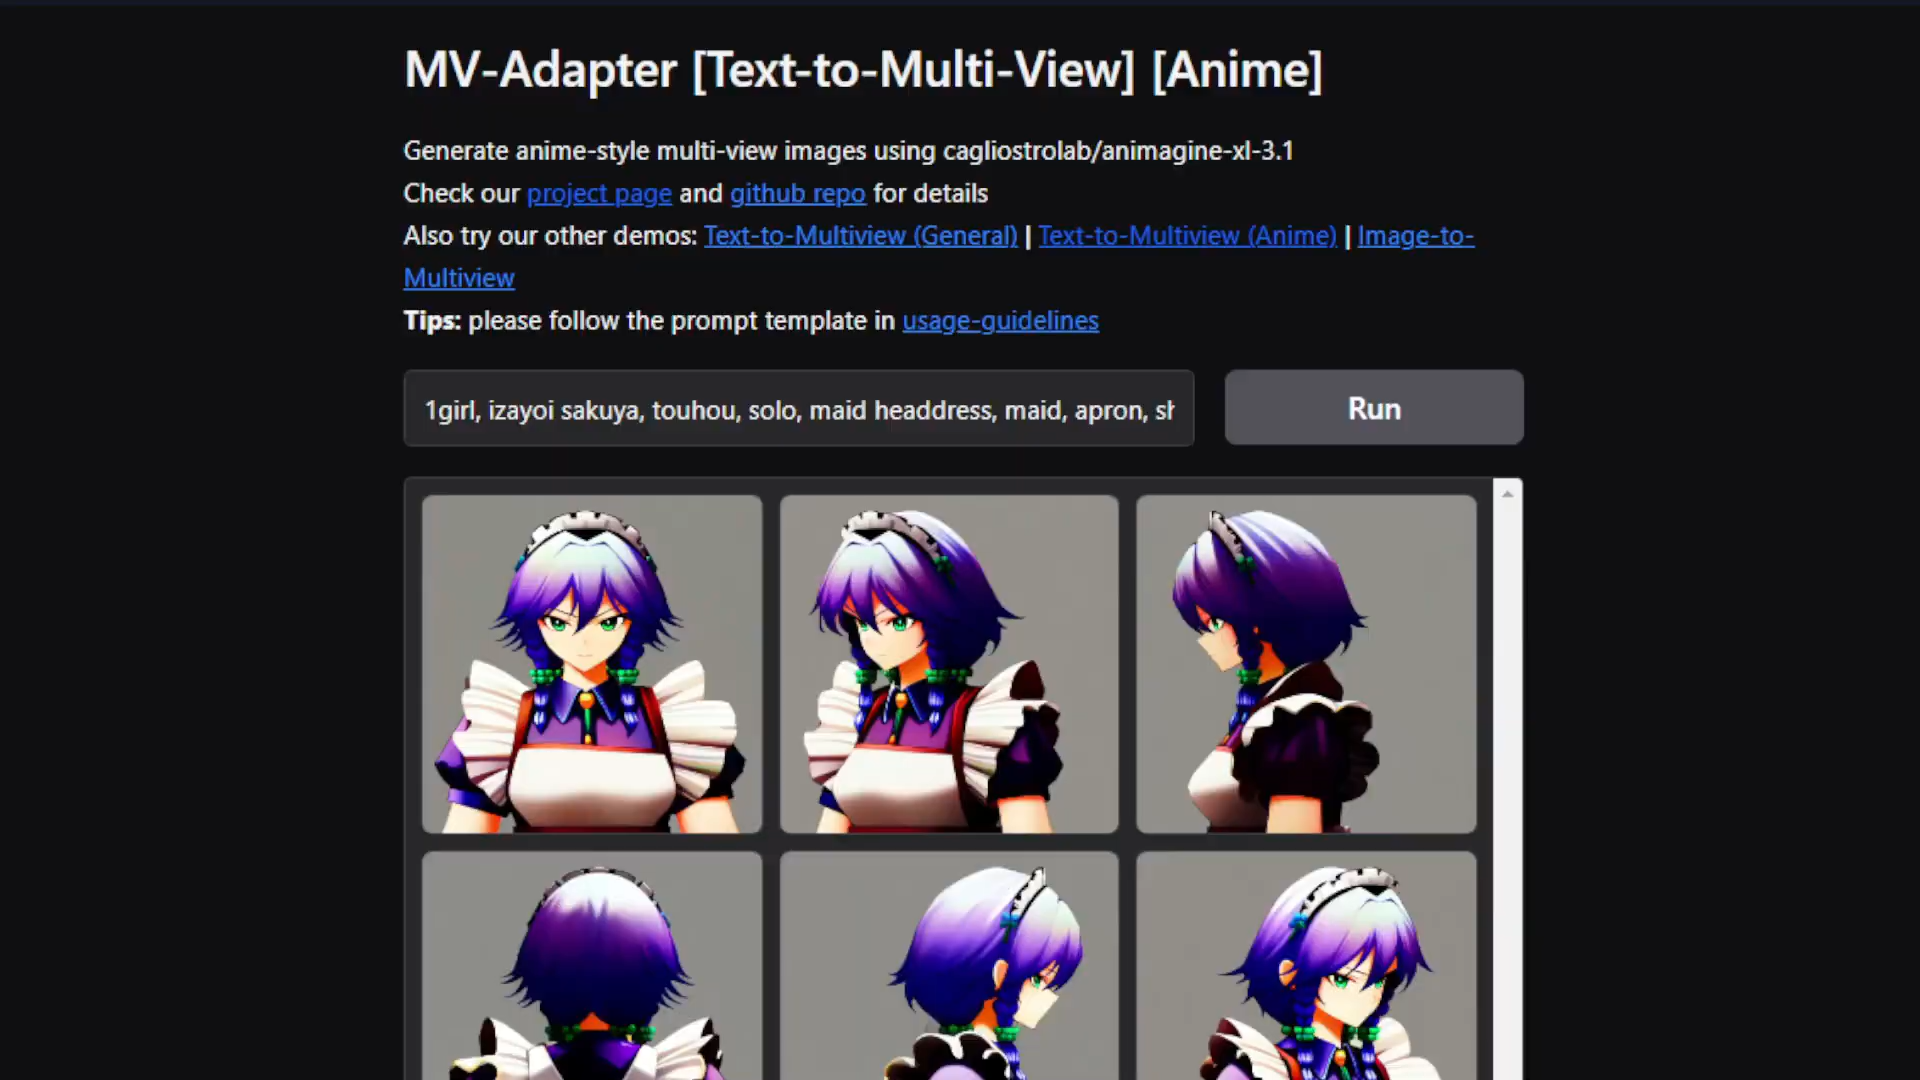 MV-Adapter [Text-to-Multi-View] [Anime]
Generate anime-style multi-view images using cagliostrolab/animagine-xl-3.1
Check our project page and github repo for details
Also try our other demos: Text-to-Multiview (General) | Text-to-Multiview (Anime) | Image-to-
Multiview
Tips: please follow the prompt template in usage-guidelines
1girl, izayoi sakuya, touhou, solo, maid headdress, maid, apron, sh
Run